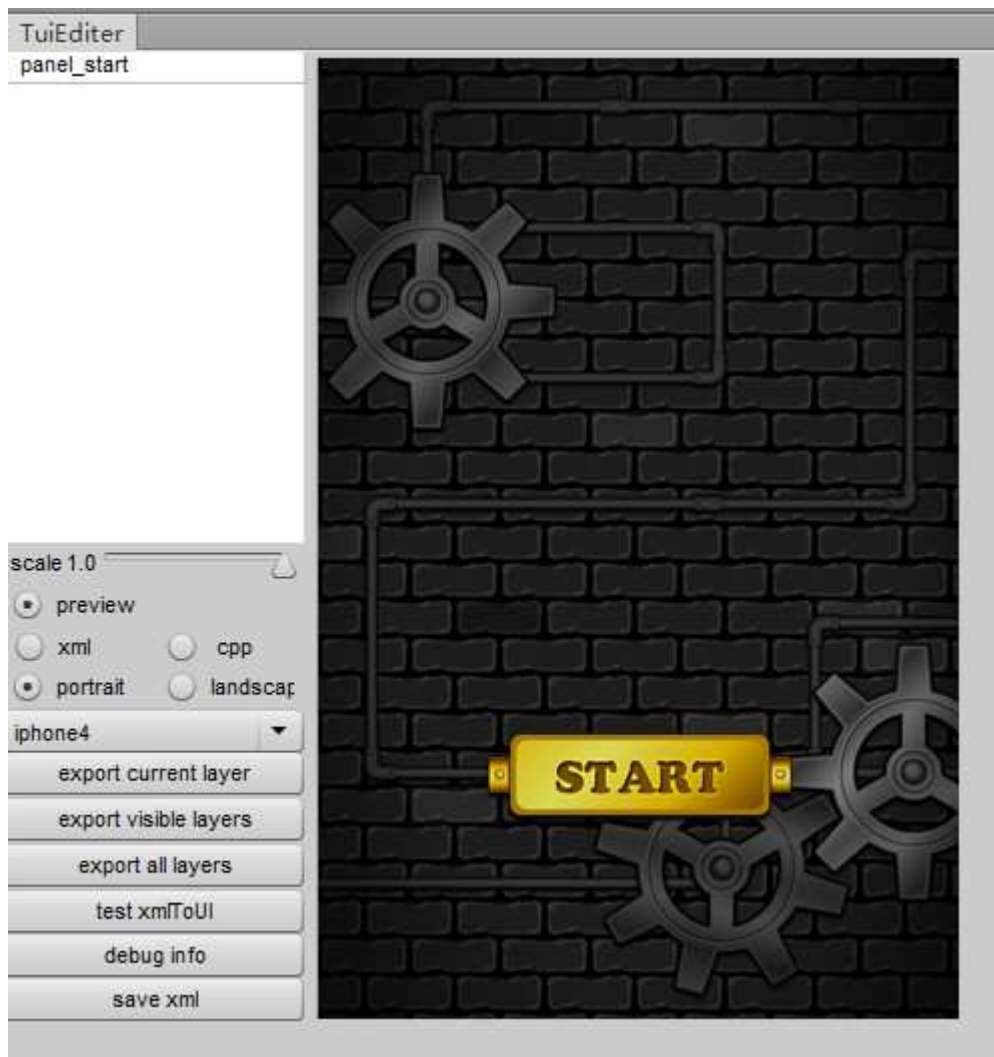 TuiEditer
panel_start
scale 1.0
preview
xml cpp
portrait landscap
iphone4
export current layer
export visible layers
export all layers
test xmlToUI
debug info
save xml
START